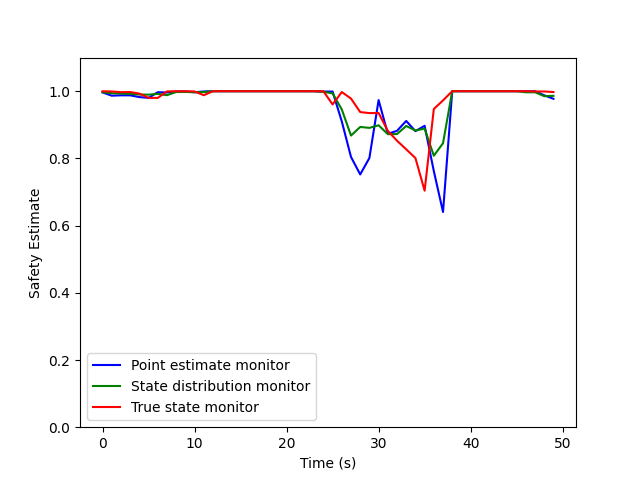 1.0
0.8
0.6
0.4
0.2
0.0
Safety Estimate
Point estimate monitor
State distribution monitor
True state monitor
0 10 20 30 40 50
Time (s)